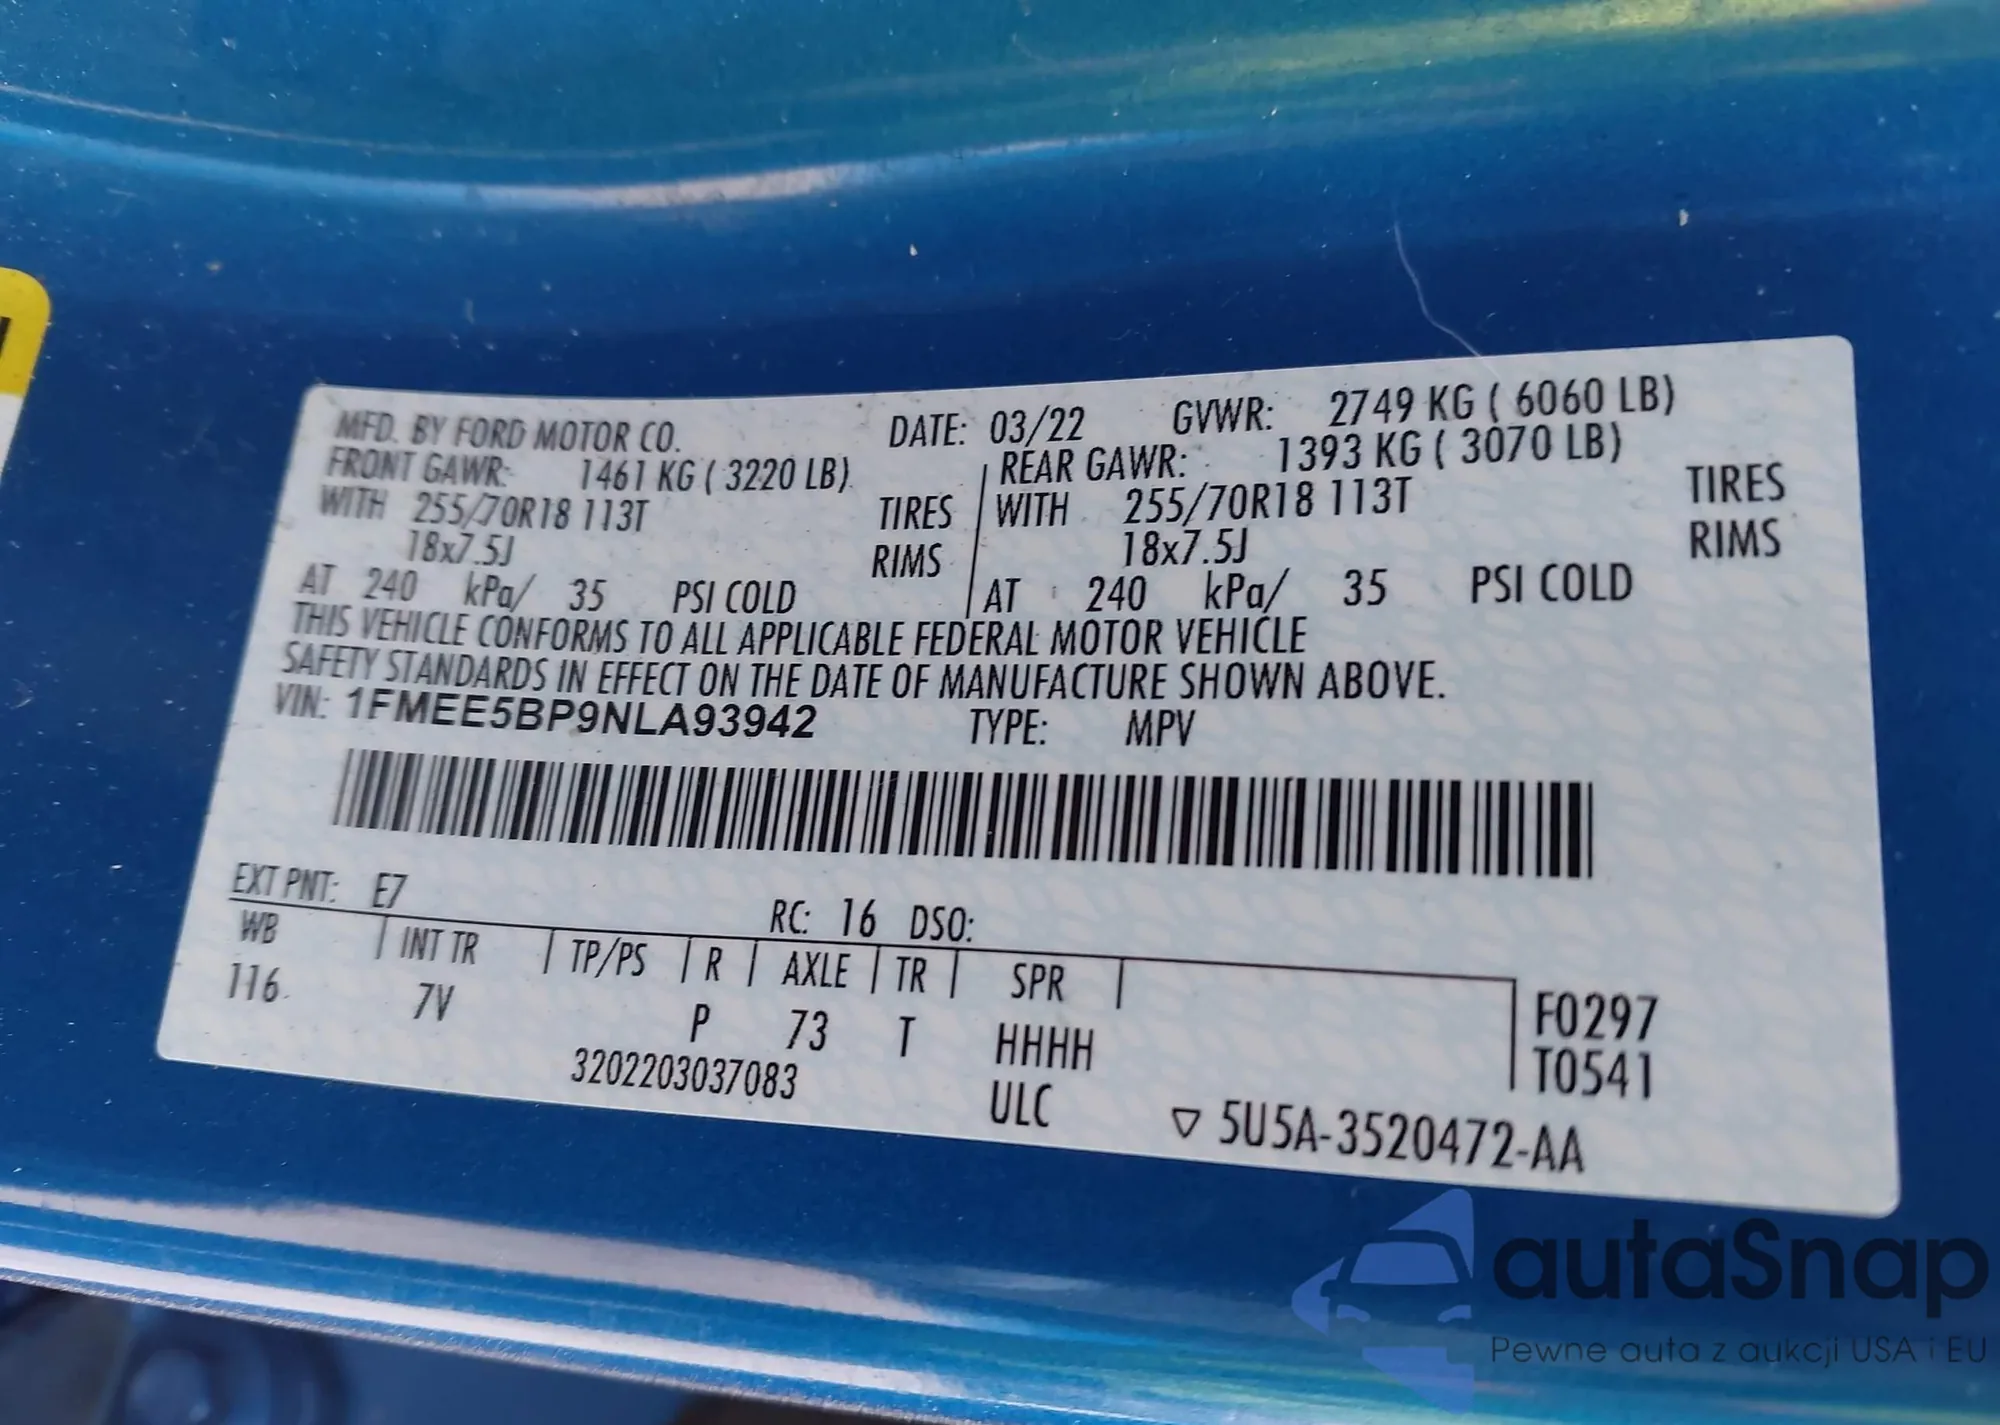 MFD. BY FORD MOTOR CO. DATE: 03/22 GVWR: 2749 KG ( 6060 LB)
FRONT GAWR: 1461 KG ( 3220 LB) REAR GAWR: 1393 KG ( 3070 LB)
WITH 255/70R18 113T TIRES WITH 255/70R18 113T TIRES
18x7.5J RIMS 18x7.5J RIMS
AT 240 kPa/ 35 PSI COLD AT 240 kPa/ 35 PSI COLD
THIS VEHICLE CONFORMS TO ALL APPLICABLE FEDERAL MOTOR VEHICLE
SAFETY STANDARDS IN EFFECT ON THE DATE OF MANUFACTURE SHOWN ABOVE.
VIN: 1FMEE5BP9NLA93942 TYPE: MPV
EXT PNT: E7 RC: 16 DSO:
WB INT TR TP/PS R AXLE TR SPR
116 7V P 73 T HHHH F0297
3202203037083 ULC T0541
▽ 5U5A-3520472-AA
autaSnap
Pewne auta z aukcji USA i EU